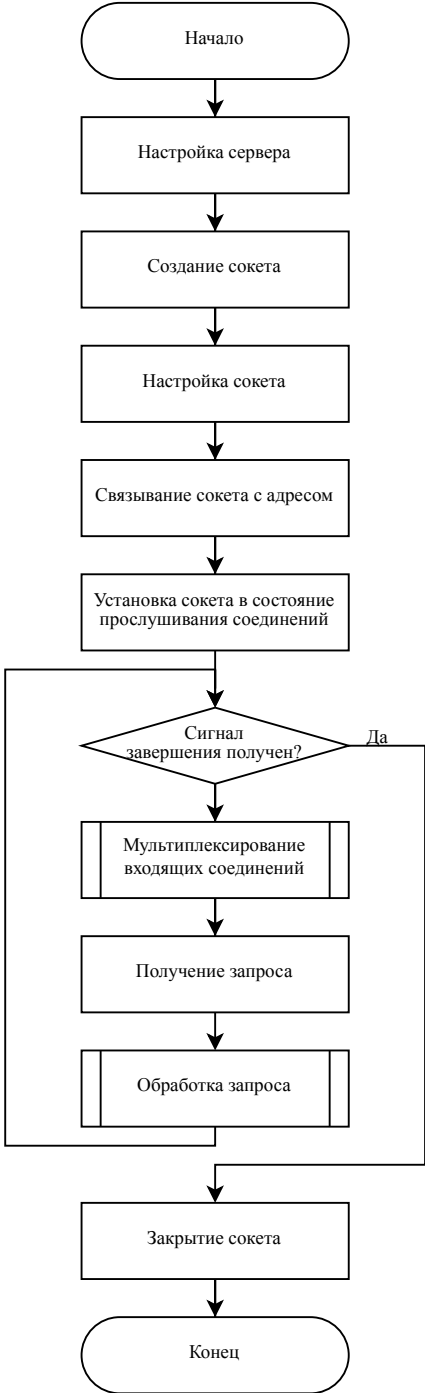 Начало
Настройка сервера
Создание сокета
Настройка сокета
Связывание сокета с адресом
Установка сокета в состояние
прослушивания соединений
Сигнал
завершения получен?
Да
Мультиплексирование
входящих соединений
Получение запроса
Обработка запроса
Закрытие сокета
Конец